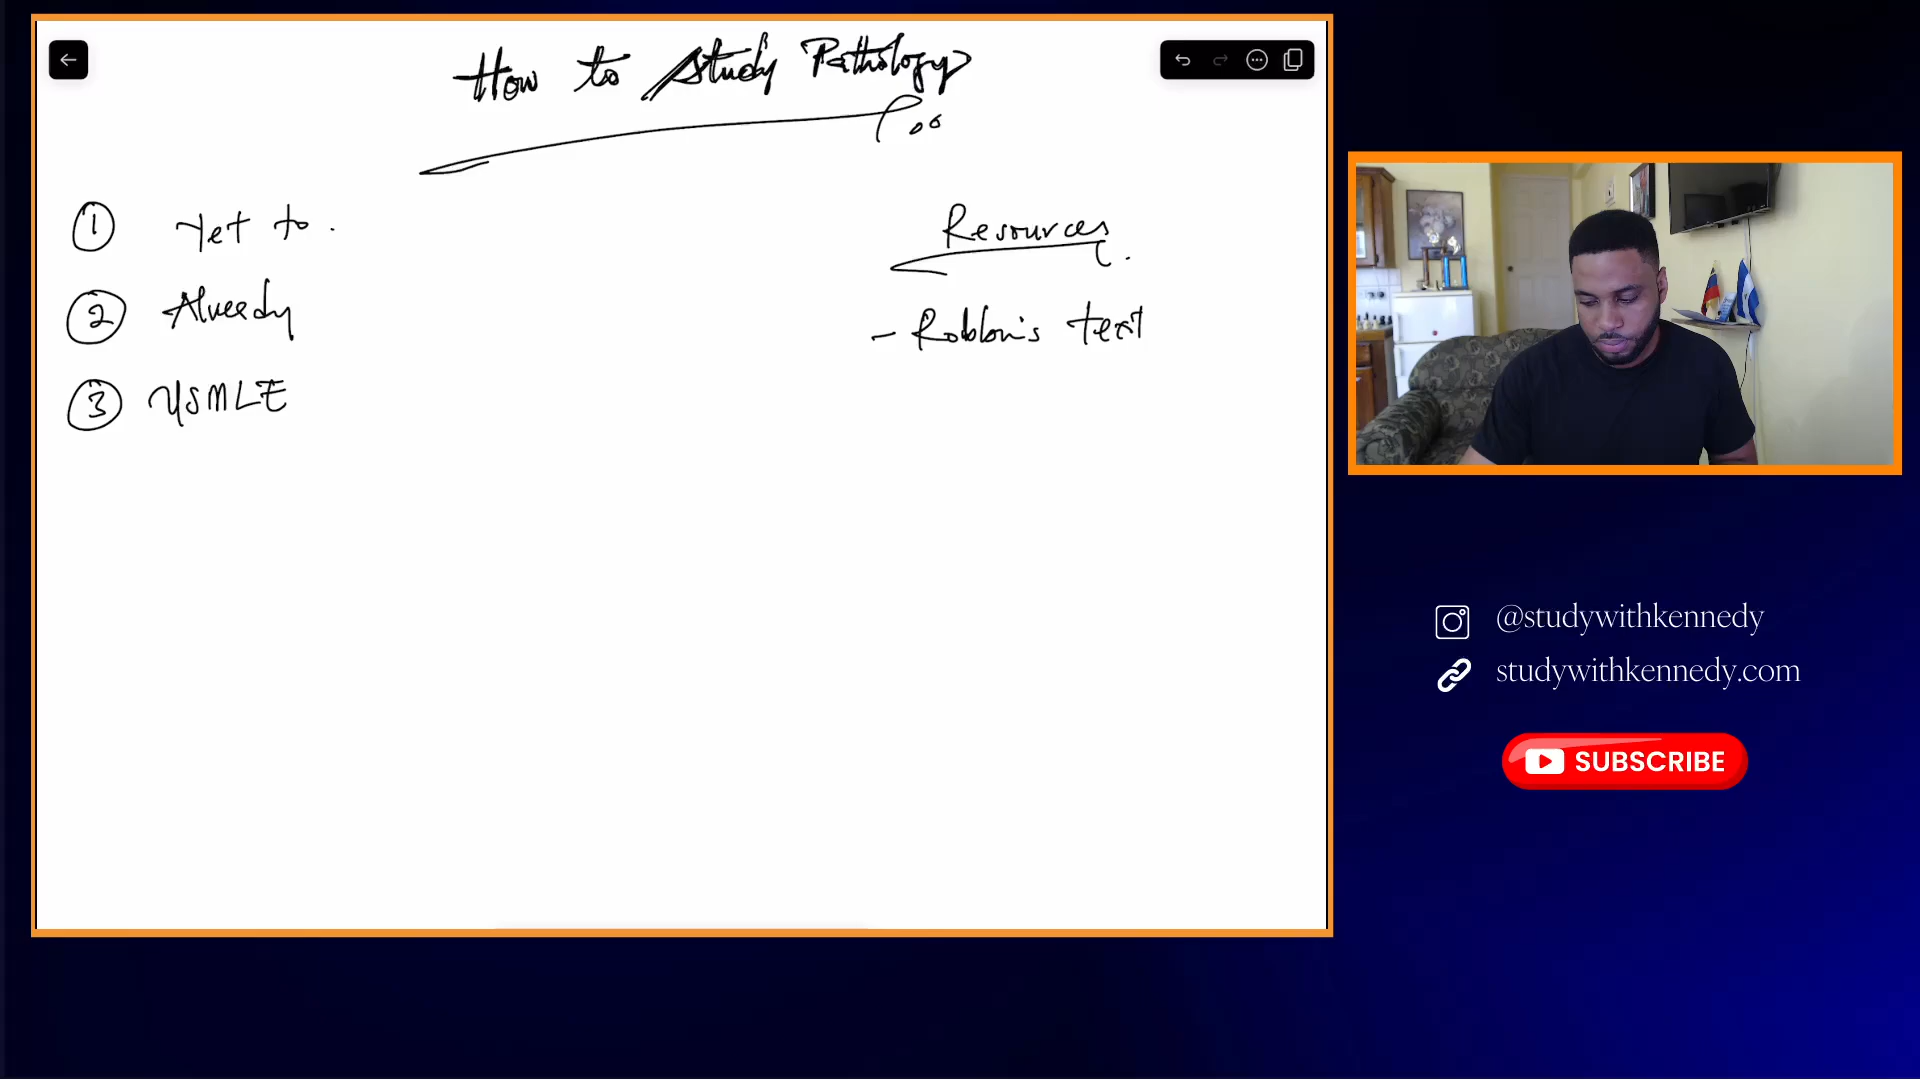 How to Study Pathology
1 Yet to.
2 Already
3 USMLE
Resources
- Robbin's text
@studywithkennedy
studywithkennedy.com
SUBSCRIBE